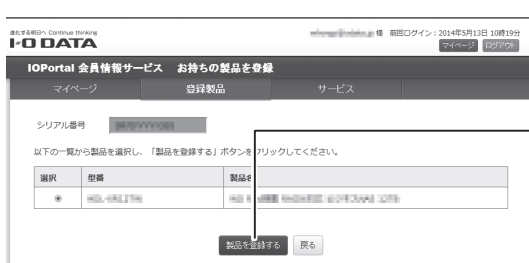 進化する明日へ Continue thinking
I-O DATA
様 前回ログイン：2014年5月13日 10時19分
マイページ ログアウト
IOPortal 会員情報サービス お持ちの製品を登録
マイページ 登録製品 サービス
シリアル番号
以下の一覧から製品を選択し、「製品を登録する」ボタンをクリックしてください。
選択 型番 製品名
製品を登録する 戻る